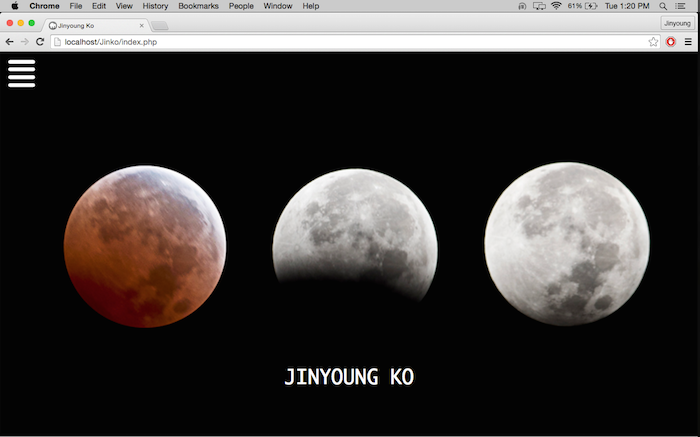 Chrome File Edit View History Bookmarks People Window Help 61% Tue 1:20 PM
Jinyoung Ko Jinyoung
localhost/Jinko/index.php
JINYOUNG KO